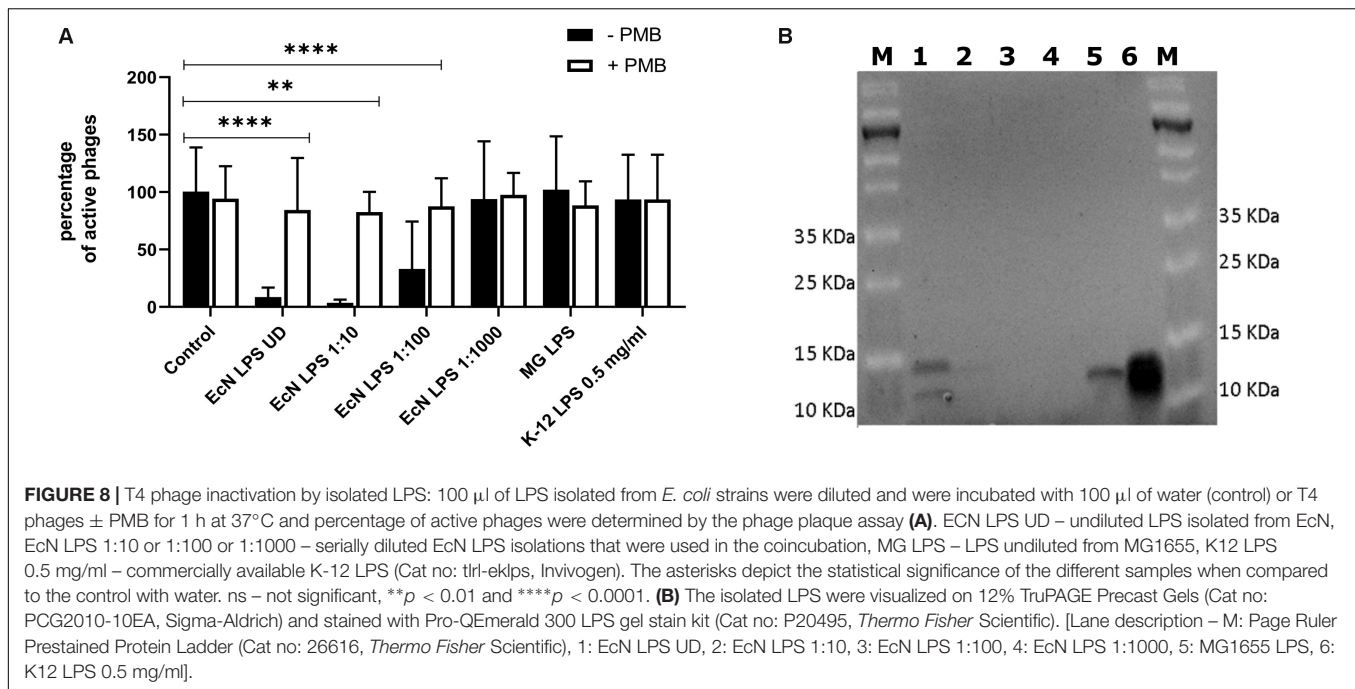 A
- PMB
+ PMB
****
**
****
percentage
of active phages
200
150
100
50
0
Control
EcN LPS UD
EcN LPS 1:10
EcN LPS 1:100
EcN LPS 1:1000
MG LPS
K-12 LPS 0.5 mg/ml
B
M 1 2 3 4 5 6 M
35 KDa
25 KDa
15 KDa
10 KDa
35 KDa
25 KDa
15 KDa
10 KDa
FIGURE 8 | T4 phage inactivation by isolated LPS: 100 μl of LPS isolated from E. coli strains were diluted and were incubated with 100 μl of water (control) or T4
phages ± PMB for 1 h at 37°C and percentage of active phages were determined by the phage plaque assay (A). ECN LPS UD – undiluted LPS isolated from EcN,
EcN LPS 1:10 or 1:100 or 1:1000 – serially diluted EcN LPS isolations that were used in the coincubation, MG LPS – LPS undiluted from MG1655, K12 LPS
0.5 mg/ml – commercially available K-12 LPS (Cat no: tlrl-eklps, Invivogen). The asterisks depict the statistical significance of the different samples when compared
to the control with water. ns – not significant, **p < 0.01 and ****p < 0.0001. (B) The isolated LPS were visualized on 12% TruPAGE Precast Gels (Cat no:
PCG2010-10EA, Sigma-Aldrich) and stained with Pro-QEmerald 300 LPS gel stain kit (Cat no: P20495, Thermo Fisher Scientific). [Lane description – M: Page Ruler
Prestained Protein Ladder (Cat no: 26616, Thermo Fisher Scientific), 1: EcN LPS UD, 2: EcN LPS 1:10, 3: EcN LPS 1:100, 4: EcN LPS 1:1000, 5: MG1655 LPS, 6:
K12 LPS 0.5 mg/ml].